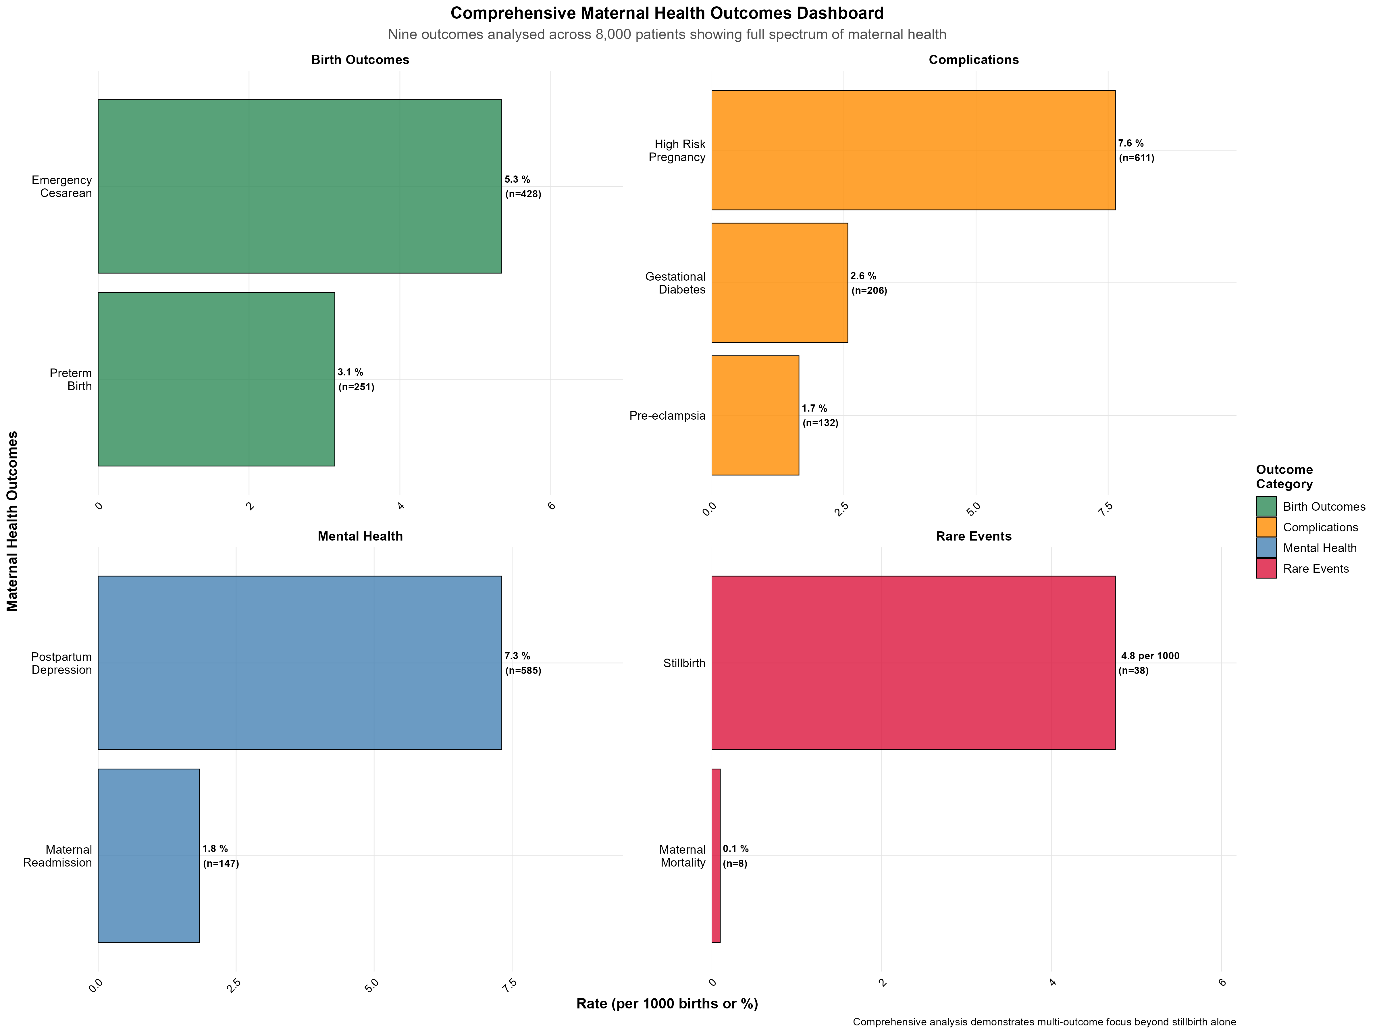 Comprehensive Maternal Health Outcomes Dashboard
Nine outcomes analysed across 8,000 patients showing full spectrum of maternal health
Birth Outcomes
Emergency
Cesarean
5.3 %
(n=428)
Preterm
Birth
3.1 %
(n=251)
0
2
4
6
Complications
High Risk
Pregnancy
7.6 %
(n=611)
Gestational
Diabetes
2.6 %
(n=206)
Pre-eclampsia
1.7 %
(n=132)
0.0
2.5
5.0
7.5
Maternal Health Outcomes
Mental Health
Postpartum
Depression
7.3 %
(n=585)
Maternal
Readmission
1.8 %
(n=147)
0.0
2.5
5.0
7.5
Rare Events
Stillbirth
4.8 per 1000
(n=38)
Maternal
Mortality
0.1 %
(n=8)
0
2
4
6
Rate (per 1000 births or %)
Outcome
Category
Birth Outcomes
Complications
Mental Health
Rare Events
Comprehensive analysis demonstrates multi-outcome focus beyond stillbirth alone